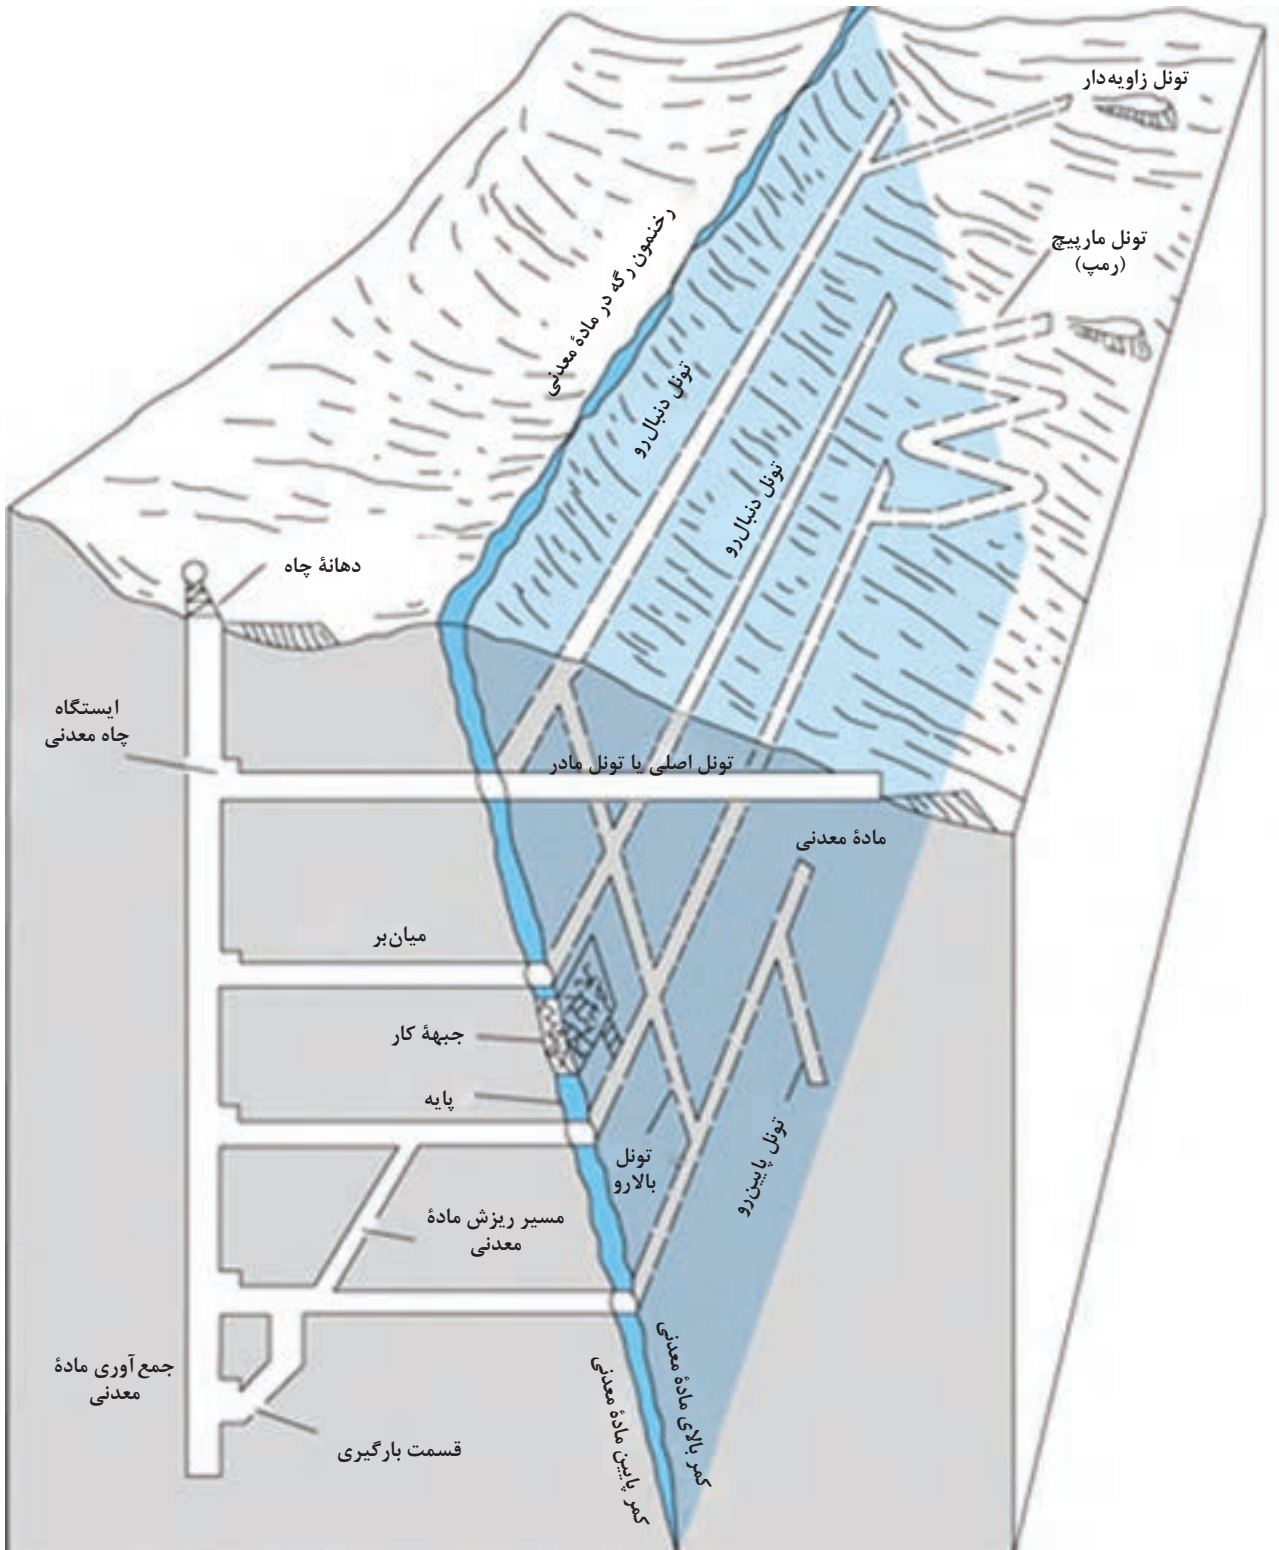 تونل زاویه‌دار
تونل مارپیچ
(رمپ)
رخنمون رگه در مادهٔ معدنی
تونل دنبال‌رو
تونل دنبال‌رو
دهانهٔ چاه
ایستگاه
چاه معدنی
تونل اصلی یا تونل مادر
مادهٔ معدنی
میان‌بر
جبههٔ کار
پایه
تونل
بالارو
تونل پایین‌رو
مسیر ریزش مادهٔ
معدنی
جمع‌آوری مادهٔ
معدنی
قسمت بارگیری
کمر پایین مادهٔ معدنی
کمر بالای مادهٔ معدنی